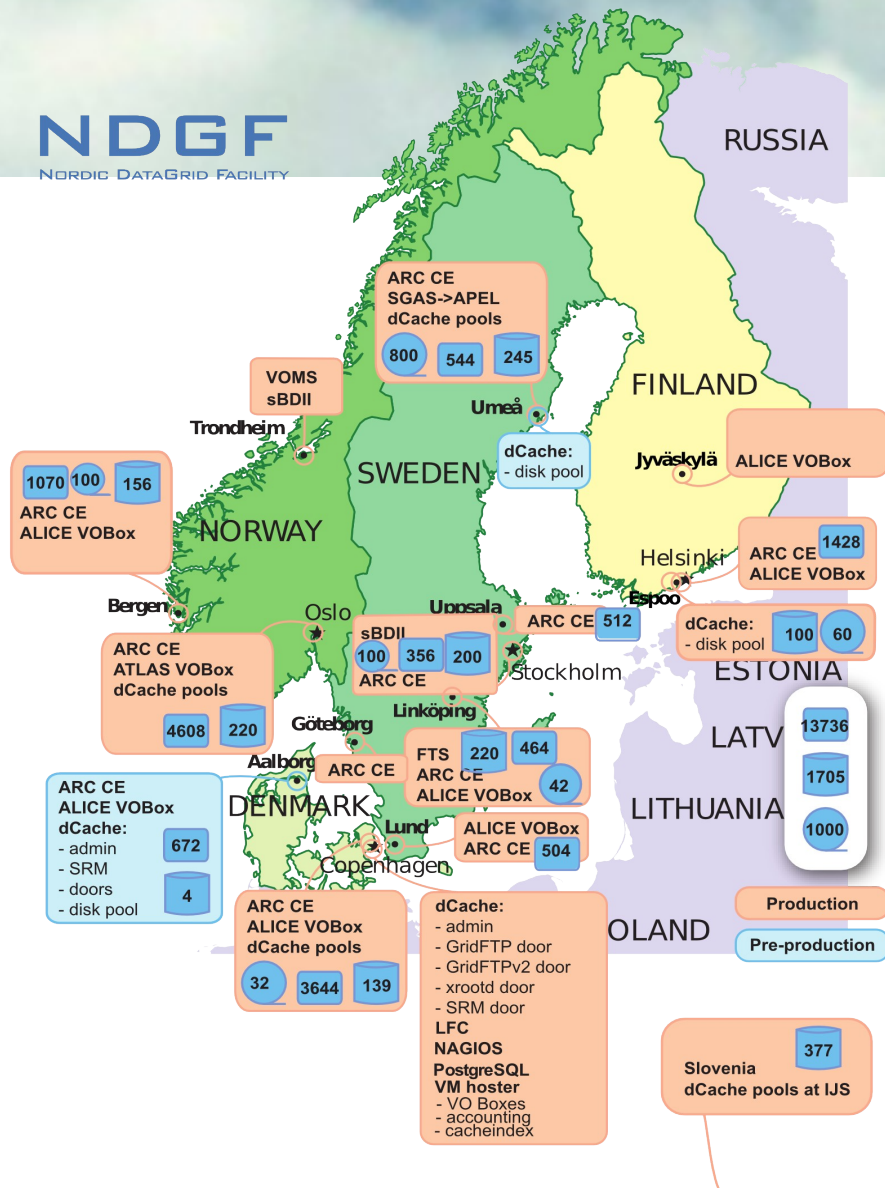 NDGF
NORDIC DATAGRID FACILITY
RUSSIA
ARC CE
SGAS->APEL
dCache pools
800
544
245
VOMS
sBDII
Trondheim
Umeå
FINLAND
dCache:
- disk pool
SWEDEN
Jyväskylä
ALICE VOBox
1070
100
156
ARC CE
ALICE VOBox
NORWAY
Helsinki
ARC CE
1428
ALICE VOBox
Bergen
Oslo
Uppsala
Espoo
ARC CE
512
sBDII
100
356
200
ARC CE
Stockholm
dCache:
- disk pool
100
60
ESTONIA
ARC CE
ATLAS VOBox
dCache pools
4608
220
Linköping
Göteborg
ARC CE
FTS
220
464
ARC CE
ALICE VOBox
42
LATV
13736
1705
1000
LITHUANIA
Aalborg
DENMARK
ARC CE
ALICE VOBox
dCache:
- admin
- SRM
- doors
- disk pool
672
4
Lund
Copenhagen
ALICE VOBox
ARC CE
504
ARC CE
ALICE VOBox
dCache pools
32
3644
139
dCache:
- admin
- GridFTP door
- GridFTPv2 door
- xrootd door
- SRM door
LFC
NAGIOS
PostgreSQL
VM hoster
- VO Boxes
- accounting
- cacheindex
OLAND
Production
Pre-production
377
Slovenia
dCache pools at IJS